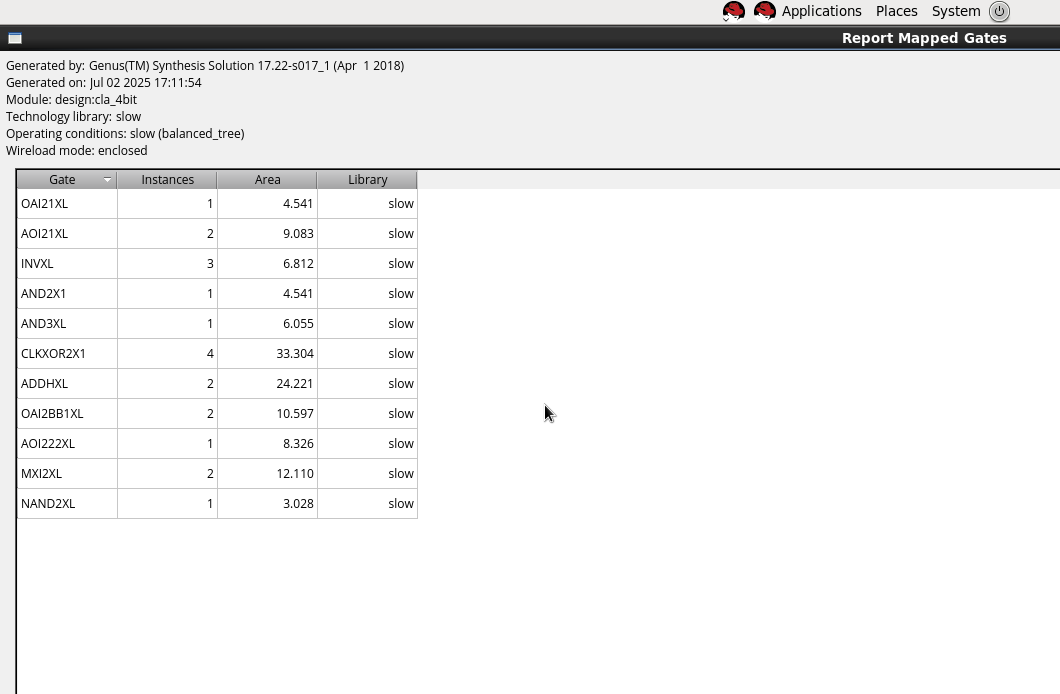 Applications Places System
Report Mapped Gates
Generated by: Genus(TM) Synthesis Solution 17.22-s017_1 (Apr  1 2018)
Generated on: Jul 02 2025 17:11:54
Module: design:cla_4bit
Technology library: slow
Operating conditions: slow (balanced_tree)
Wireload mode: enclosed
Gate Instances Area Library
OAI21XL 1 4.541 slow
AOI21XL 2 9.083 slow
INVXL 3 6.812 slow
AND2X1 1 4.541 slow
AND3XL 1 6.055 slow
CLKXOR2X1 4 33.304 slow
ADDHXL 2 24.221 slow
OAI2BB1XL 2 10.597 slow
AOI222XL 1 8.326 slow
MXI2XL 2 12.110 slow
NAND2XL 1 3.028 slow